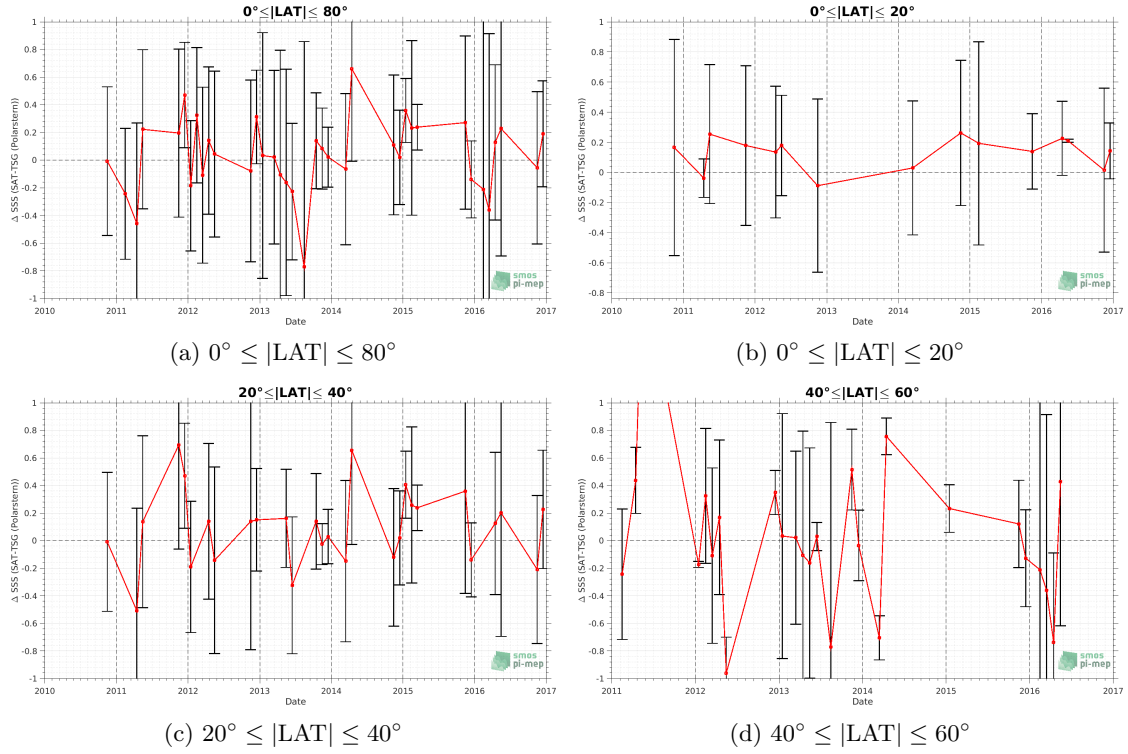 0°≤|LAT|≤ 80°
Δ SSS (SAT-TSG (Polarstern))
1
0.8
0.6
0.4
0.2
0
-0.2
-0.4
-0.6
-0.8
-1
2010 2011 2012 2013 2014 2015 2016 2017
Date
smos
pi-mep
(a) 0° ≤ |LAT| ≤ 80°
0°≤|LAT|≤ 20°
Δ SSS (SAT-TSG (Polarstern))
1
0.8
0.6
0.4
0.2
0
-0.2
-0.4
-0.6
-0.8
2010 2011 2012 2013 2014 2015 2016 2017
Date
smos
pi-mep
(b) 0° ≤ |LAT| ≤ 20°
20°≤|LAT|≤ 40°
Δ SSS (SAT-TSG (Polarstern))
1
0.8
0.6
0.4
0.2
0
-0.2
-0.4
-0.6
-0.8
-1
2010 2011 2012 2013 2014 2015 2016 2017
Date
smos
pi-mep
(c) 20° ≤ |LAT| ≤ 40°
40°≤|LAT|≤ 60°
Δ SSS (SAT-TSG (Polarstern))
1
0.8
0.6
0.4
0.2
0
-0.2
-0.4
-0.6
-0.8
-1
2011 2012 2013 2014 2015 2016 2017
Date
smos
pi-mep
(d) 40° ≤ |LAT| ≤ 60°